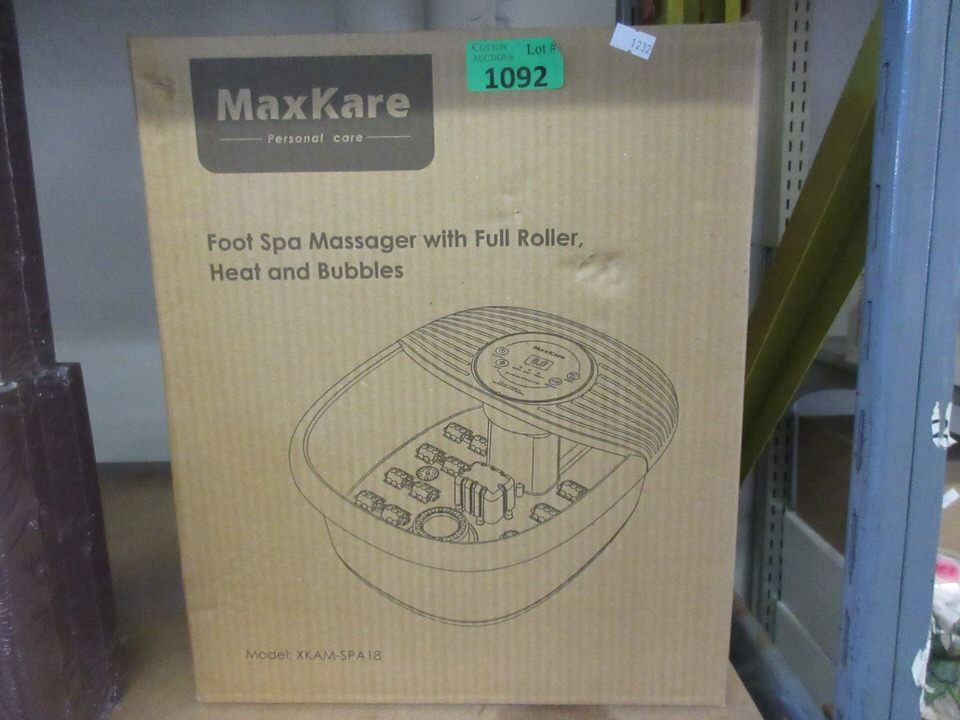 COTTON
AUCTIONS
Lot #
1092
1232
MaxKare
Personal care
Foot Spa Massager with Full Roller,
Heat and Bubbles
MaxKare
Model: XKAM-SPA18